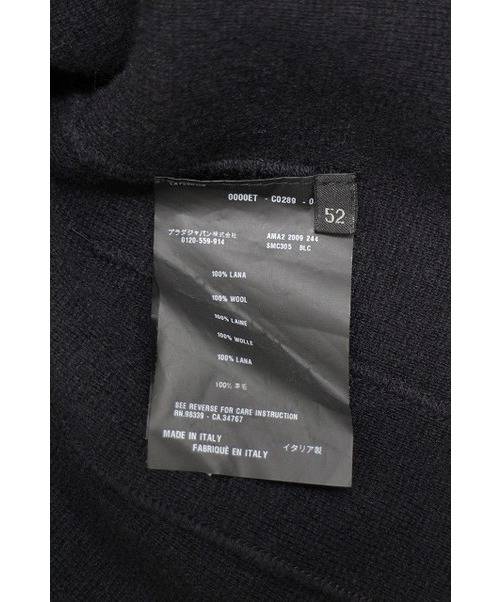 0000ET - C0289 - 0
52
プラダジャパン株式会社
0120-559-914
AMA2 2009 244
SMC305 BLC
100% LANA
100% WOOL
100% LAINE
100% WOLLE
100% LANA
100% 羊毛
SEE REVERSE FOR CARE INSTRUCTION
RN.98339 - CA.34767
MADE IN ITALY
FABRIQUÉ EN ITALY
イタリア製